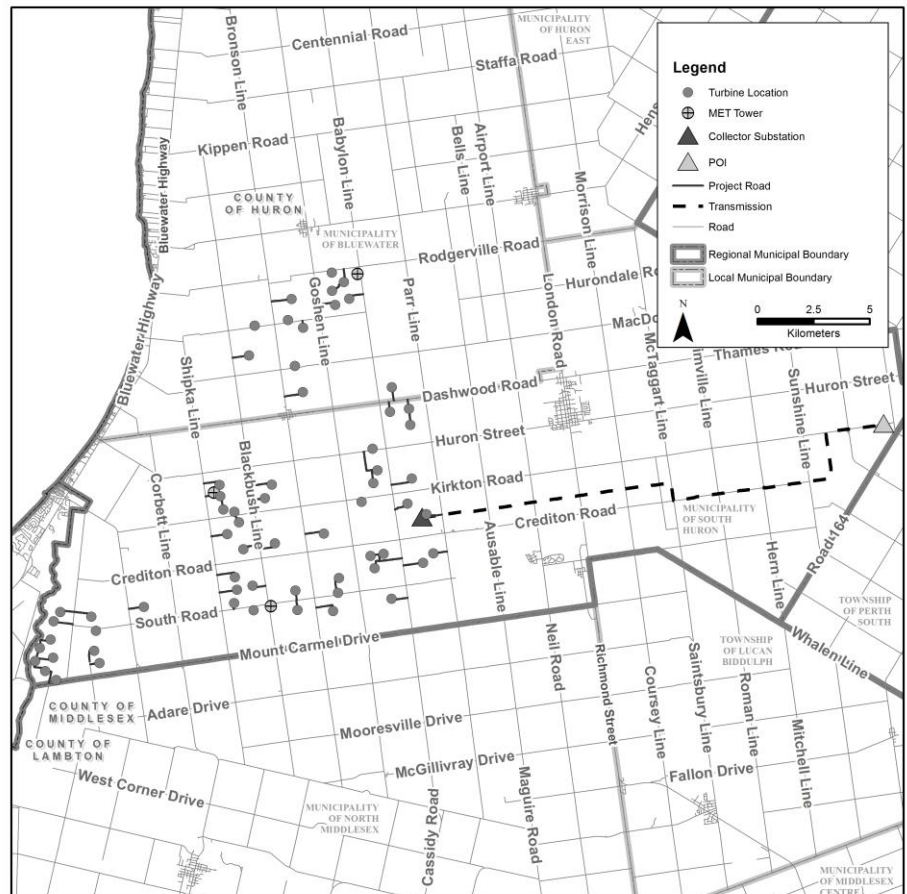 Bronson Line
Centennial Road
MUNICIPALITY
OF HURON
EAST
Staffa Road
Kippen Road
Babylon Line
Bells Line
Airport Line
Bluewater Highway
COUNTY
OF HURON
MUNICIPALITY
OF BLUEWATER
Morrison Line
Rodgerville Road
Goshen Line
Parr Line
London Road
Legend
Turbine Location
MET Tower
Collector Substation
POI
Project Road
Transmission
Road
Regional Municipal Boundary
Local Municipal Boundary
N
0 2.5 5
Kilometers
Bluewater Highway
Shipka Line
Dashwood Road
McTaggart Line
Sunshine Line
Huron Street
Huron Street
Blackbush Line
Corbett Line
Kirkton Road
Crediton Road
Ausable Line
MUNICIPALITY
OF SOUTH
HURON
Road 164
Crediton Road
Hern Line
TOWNSHIP
OF PERTH
SOUTH
South Road
Mount Carmel Drive
Neil Road
Richmond Street
TOWNSHIP
OF LUCAN
BIDDULPH
Whalen Line
COUNTY OF
MIDDLESEX
Adare Drive
Coursey Line
Saintsbury Line
Roman Line
Mitchell Line
COUNTY OF
LAMBTON
Mooresville Drive
McGillivray Drive
West Corner Drive
Fallon Drive
MUNICIPALITY
OF NORTH
MIDDLESEX
Cassidy Road
Maguire Road
MUNICIPALITY
OF MIDDLESEX
CENTRE